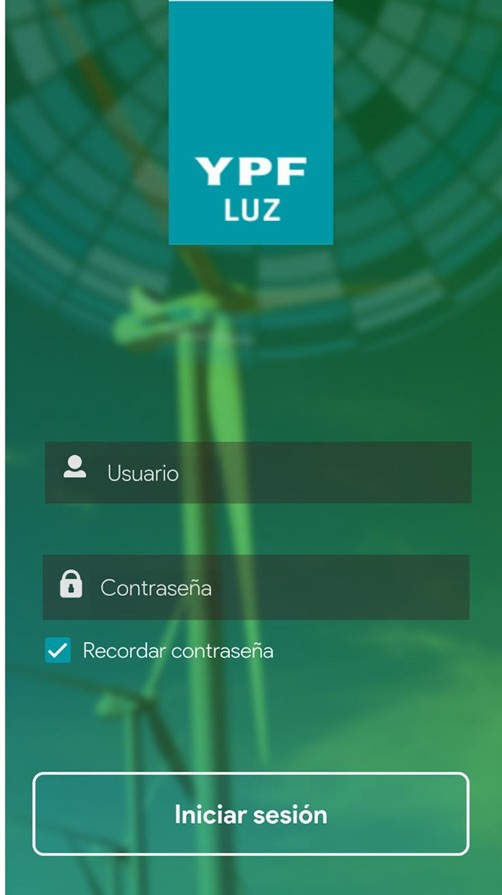 YPF
LUZ
Usuario
Contraseña
Recordar contraseña
Iniciar sesión